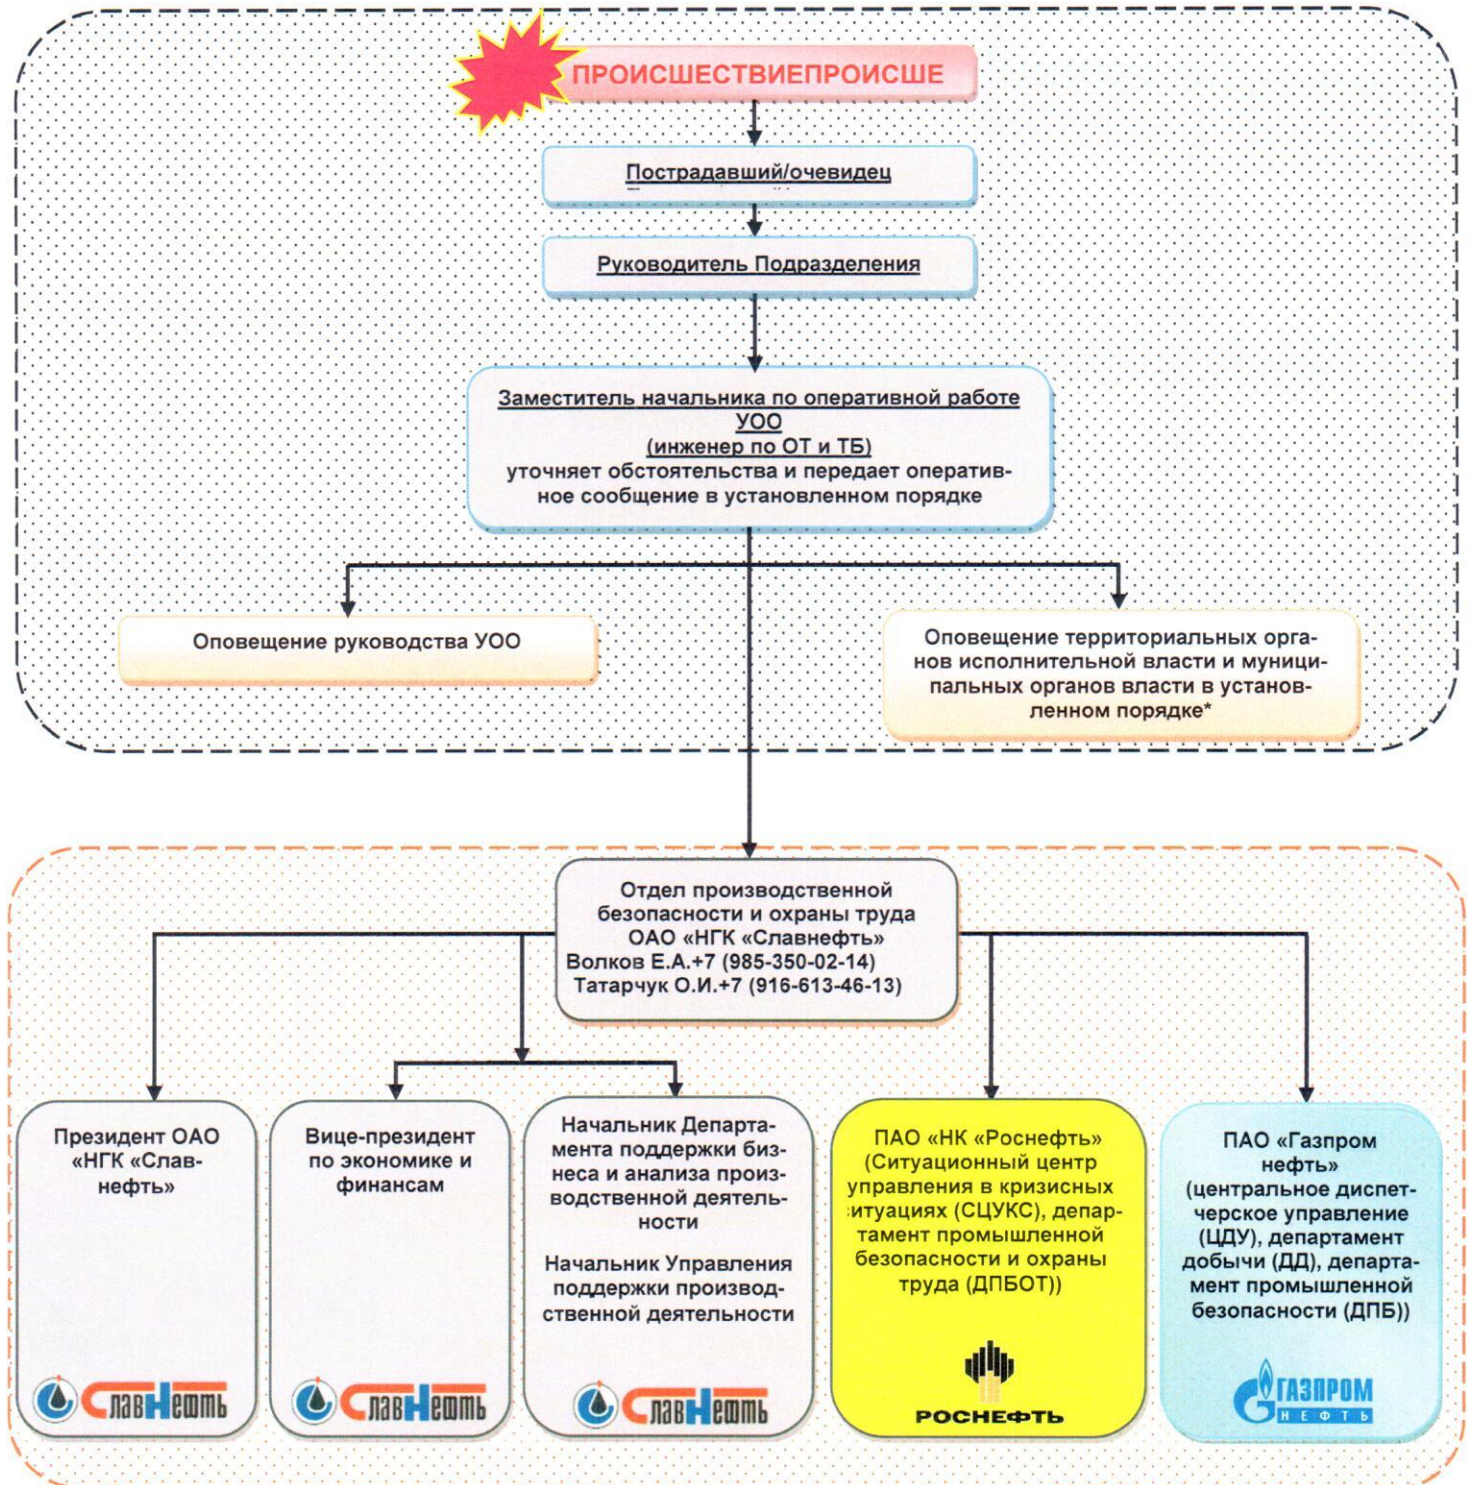 ПРОИСШЕСТВИЕПРОИСШЕ
Пострадавший/очевидец
Руководитель Подразделения
Заместитель начальника по оперативной работе
УОО
(инженер по ОТ и ТБ)
уточняет обстоятельства и передает оператив-
ное сообщение в установленном порядке
Оповещение руководства УОО
Оповещение территориальных орга-
нов исполнительной власти и муници-
пальных органов власти в установ-
ленном порядке*
Отдел производственной
безопасности и охраны труда
ОАО «НГК «Славнефть»
Волков Е.А.+7 (985-350-02-14)
Татарчук О.И.+7 (916-613-46-13)
Президент ОАО
«НГК «Слав-
нефть»
СлавНефть
Вице-президент
по экономике и
финансам
СлавНефть
Начальник Департа-
мента поддержки биз-
неса и анализа произ-
водственной деятель-
ности
Начальник Управления
поддержки производ-
ственной деятельности
СлавНефть
ПАО «НК «Роснефть»
(Ситуационный центр
управления в кризисных
итуациях (СЦУКС), депар-
тамент промышленной
безопасности и охраны
труда (ДПБОТ))
РОСНЕФТЬ
ПАО «Газпром
нефть»
(центральное диспет-
черское управление
(ЦДУ), департамент
добычи (ДД), департа-
мент промышленной
безопасности (ДПБ))
ГАЗПРОМ
НЕФТЬ